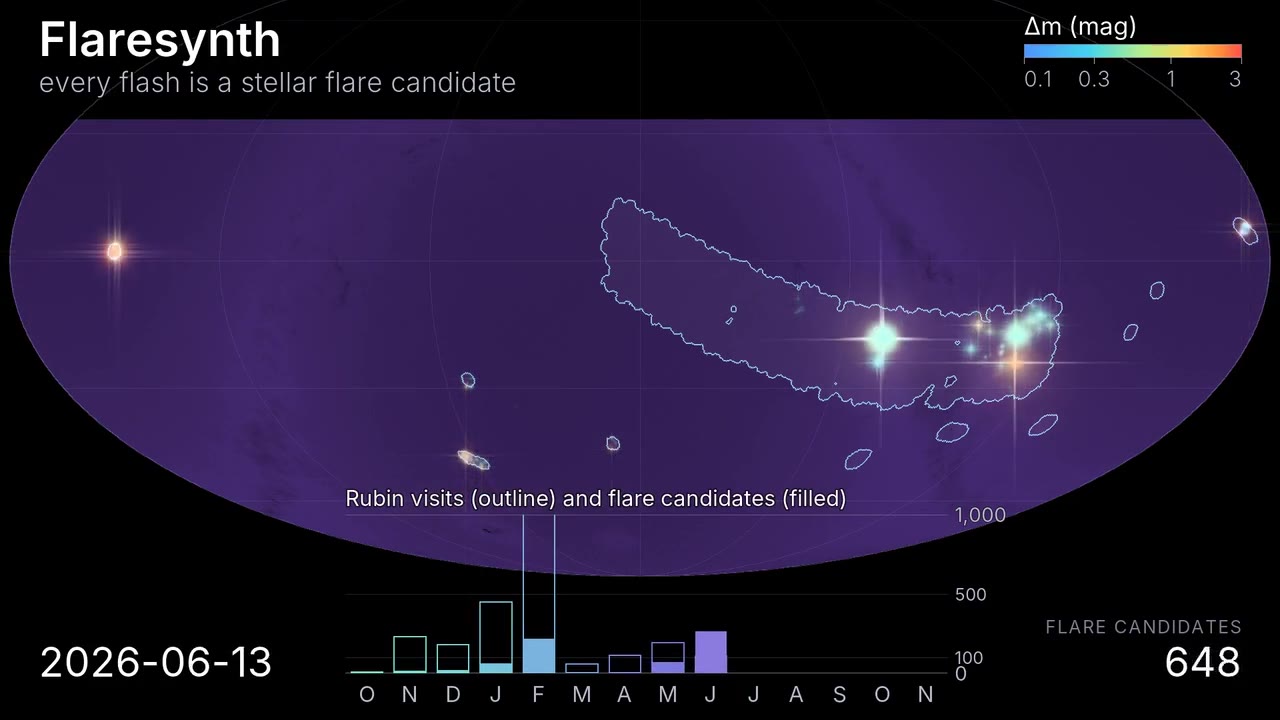 Flaresynth
every flash is a stellar flare candidate
Δm (mag)
0.1 0.3 1 3
Rubin visits (outline) and flare candidates (filled)
1,000
500
100
0
O N D J F M A M J J A S O N
2026-06-13
FLARE CANDIDATES
648